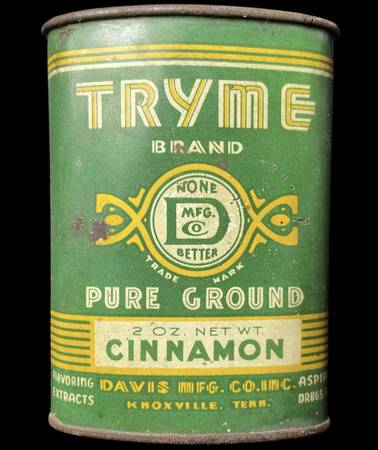 TRYME
BRAND
NONE
MFG.
D
CO
BETTER
TRADE MARK
PURE GROUND
2 OZ. NET WT.
CINNAMON
DAVIS MFG. CO. INC.
EXTRACTS KNOXVILLE, TENN. DRUGS,